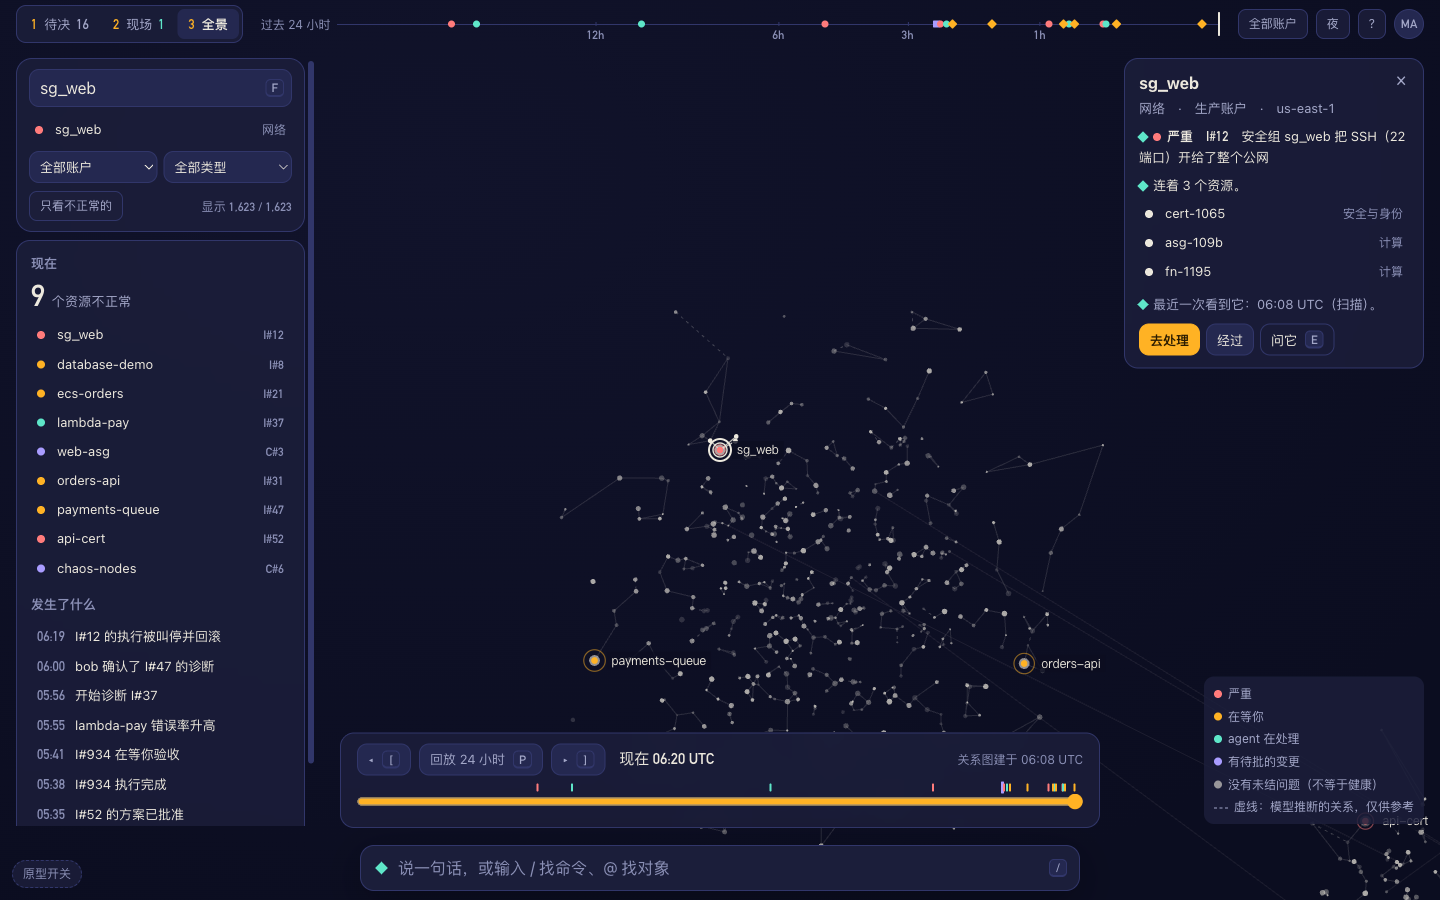 1 待决 16 2 现场 1 3 全景
过去 24 小时
12h 6h 3h 1h
全部账户 夜 ? MA
sg_web F
sg_web 网络
全部账户 全部类型
只看不正常的 显示 1,623 / 1,623
现在
9 个资源不正常
sg_web I#12
database-demo I#8
ecs-orders I#21
lambda-pay I#37
web-asg C#3
orders-api I#31
payments-queue I#47
api-cert I#52
chaos-nodes C#6
发生了什么
06:19 I#12 的执行被叫停并回滚
06:00 bob 确认了 I#47 的诊断
05:56 开始诊断 I#37
05:55 lambda-pay 错误率升高
05:41 I#934 在等你验收
05:38 I#934 执行完成
05:35 I#52 的方案已批准
原型开关
sg_web
payments-queue
orders-api
api-cert
sg_web ×
网络 · 生产账户 · us-east-1
严重 I#12 安全组 sg_web 把 SSH（22
端口）开给了整个公网
连着 3 个资源。
cert-1065 安全与身份
asg-109b 计算
fn-1195 计算
最近一次看到它：06:08 UTC（扫描）。
去处理 经过 问它 E
严重
在等你
agent 在处理
有待批的变更
没有未结问题（不等于健康）
虚线：模型推断的关系，仅供参考
[ 回放 24 小时 P ] 现在 06:20 UTC 关系图建于 06:08 UTC
说一句话，或输入 / 找命令、@ 找对象 /